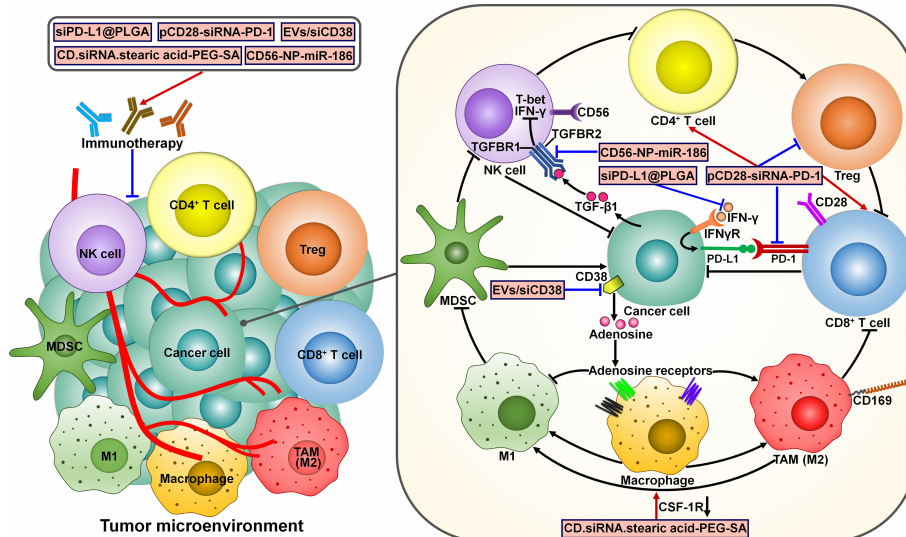 siPD-L1@PLGA
pCD28-siRNA-PD-1
EVs/siCD38
CD.siRNA.stearic acid-PEG-SA
CD56-NP-miR-186
Immunotherapy
CD4⁺ T cell
NK cell
Treg
MDSC
Cancer cell
CD8⁺ T cell
M1
Macrophage
TAM
(M2)
Tumor microenvironment
T-bet
IFN-γ
CD56
TGFBR2
TGFBR1
NK cell
CD4⁺ T cell
CD56-NP-miR-186
siPD-L1@PLGA
pCD28-siRNA-PD-1
Treg
TGF-β1
IFN-γ
IFNγR
CD28
PD-L1
PD-1
MDSC
CD38
EVs/siCD38
Cancer cell
CD8⁺ T cell
Adenosine
Adenosine receptors
CD169
M1
Macrophage
TAM (M2)
CSF-1R
CD.siRNA.stearic acid-PEG-SA